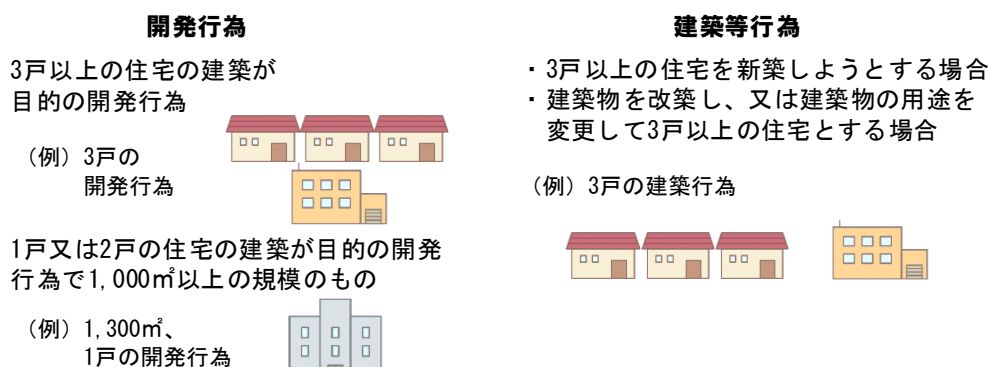 開発行為
3戸以上の住宅の建築が
目的の開発行為
（例）3戸の
開発行為
1戸又は2戸の住宅の建築が目的の開発
行為で1,000㎡以上の規模のもの
（例）1,300㎡、
1戸の開発行為
建築等行為
・3戸以上の住宅を新築しようとする場合
・建築物を改築し、又は建築物の用途を
変更して3戸以上の住宅とする場合
（例）3戸の建築行為